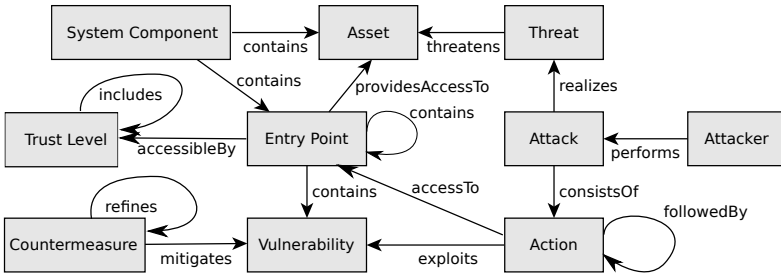 System Component
contains
Asset
threatens
Threat
contains
providesAccessTo
realizes
includes
contains
Trust Level
accessibleBy
Entry Point
Attack
performs
Attacker
refines
contains
accessTo
consistsOf
followedBy
Countermeasure
mitigates
Vulnerability
exploits
Action